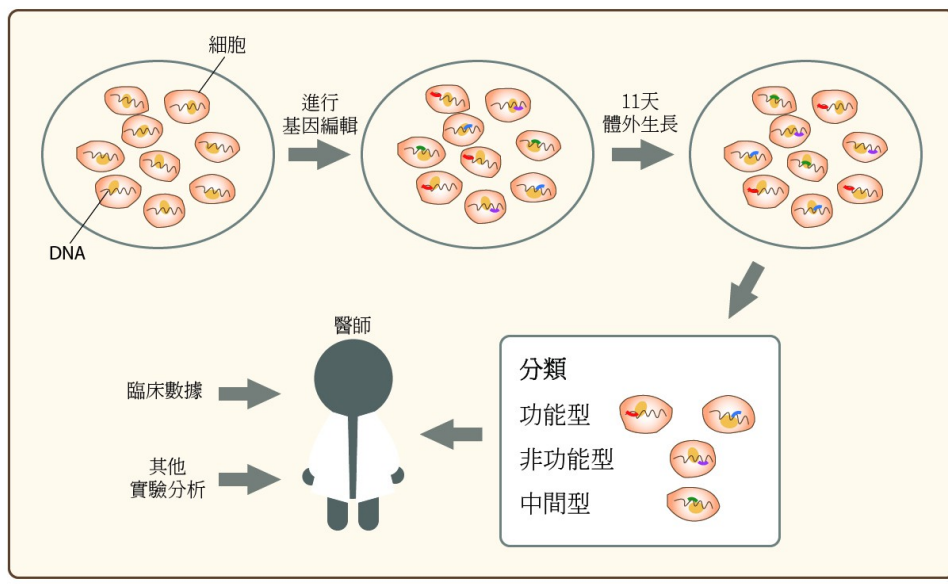 細胞
進行
基因編輯
11天
體外生長
DNA
醫師
臨床數據
其他
實驗分析
分類
功能型
非功能型
中間型